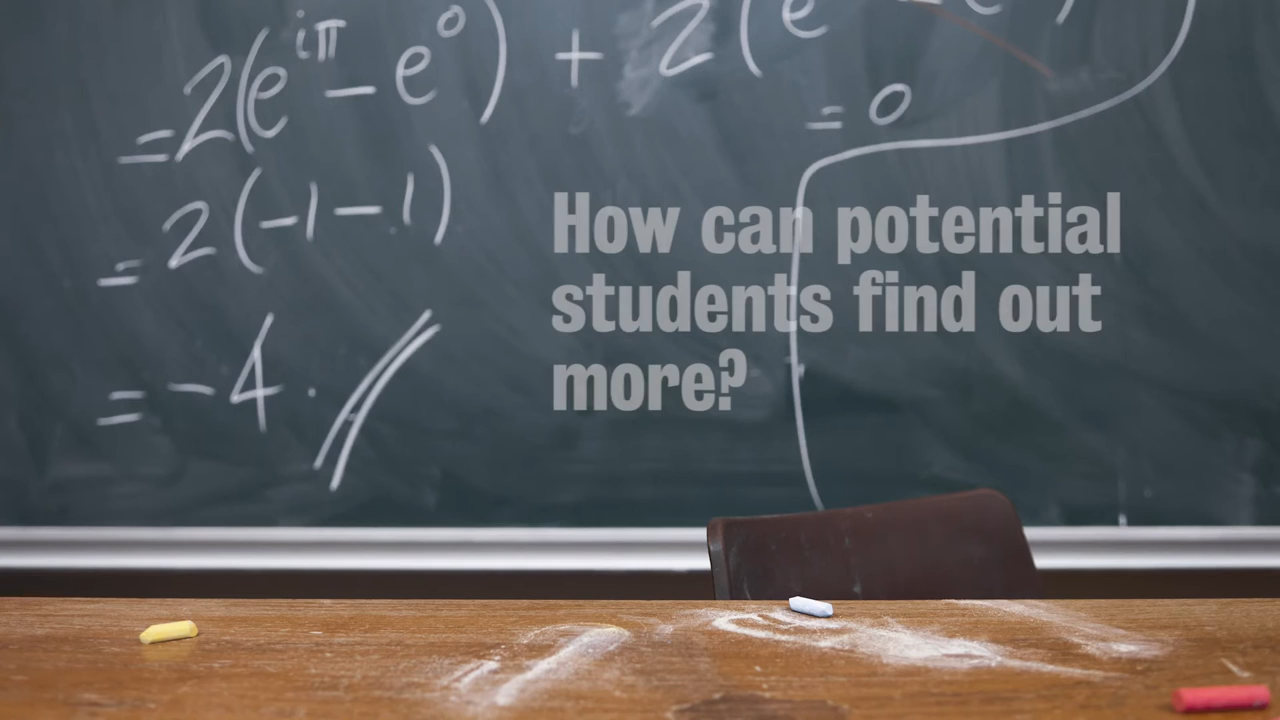 = 2(e^{iπ} - e^0) + 2(e
= 0
= 2(-1-1)
= -4.
How can potential
students find out
more?